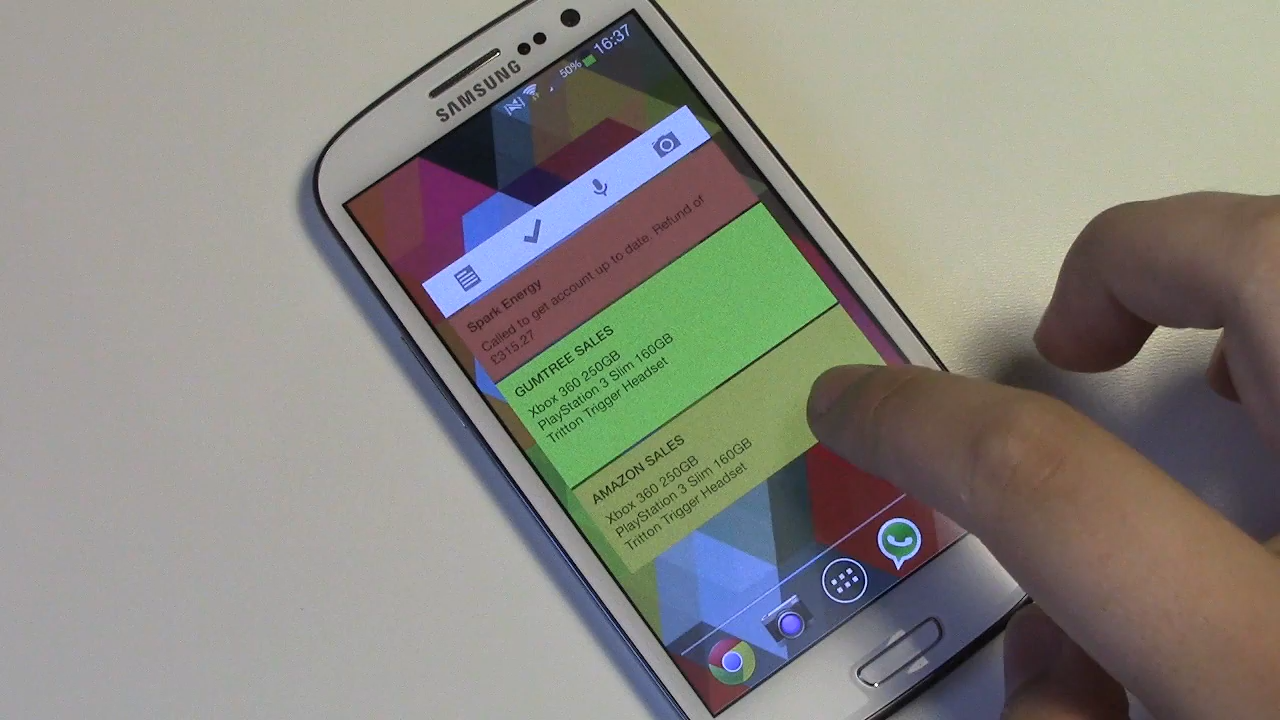 SAMSUNG
50% 16:37
Spark Energy
Called to get account up to date. Refund of
£315.27
GUMTREE SALES
Xbox 360 250GB
PlayStation 3 Slim 160GB
Tritton Trigger Headset
AMAZON SALES
Xbox 360 250GB
PlayStation 3 Slim 160GB
Tritton Trigger Headset